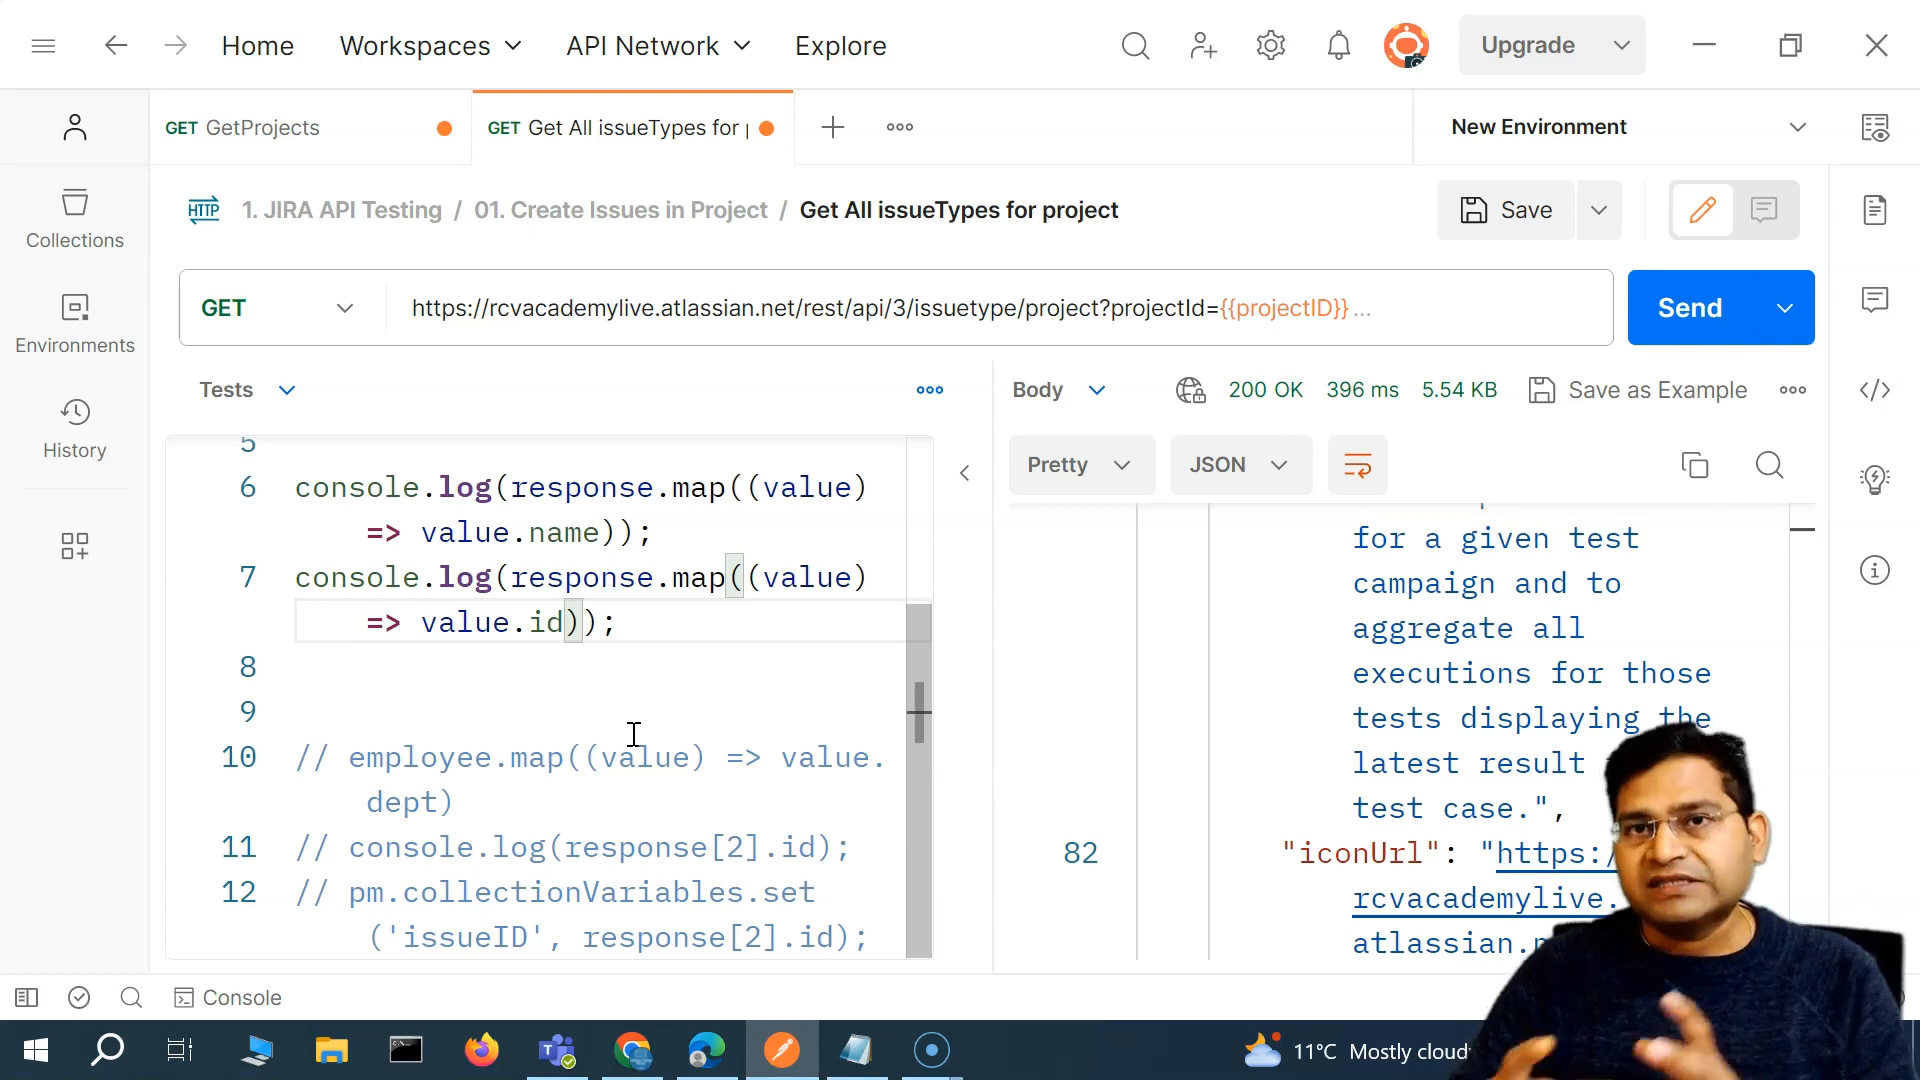 Home Workspaces API Network Explore Upgrade
GET GetProjects GET Get All issueTypes for New Environment
HTTP 1. JIRA API Testing / 01. Create Issues in Project / Get All issueTypes for project Save
Collections
GET https://rcvacademylive.atlassian.net/rest/api/3/issuetype/project?projectId={{projectID}} ... Send
Environments
Tests Body 200 OK 396 ms 5.54 KB Save as Example
History
Pretty JSON
5
6 console.log(response.map((value)
=> value.name));
7 console.log(response.map((value)
=> value.id));
8
9
10 // employee.map((value) => value.
dept)
11 // console.log(response[2].id);
12 // pm.collectionVariables.set
('issueID', response[2].id);
for a given test
campaign and to
aggregate all
executions for those
tests displaying the
latest result
test case.",
82 "iconUrl": "https:/
rcvacademylive.
atlassian.
Console
11°C Mostly cloud